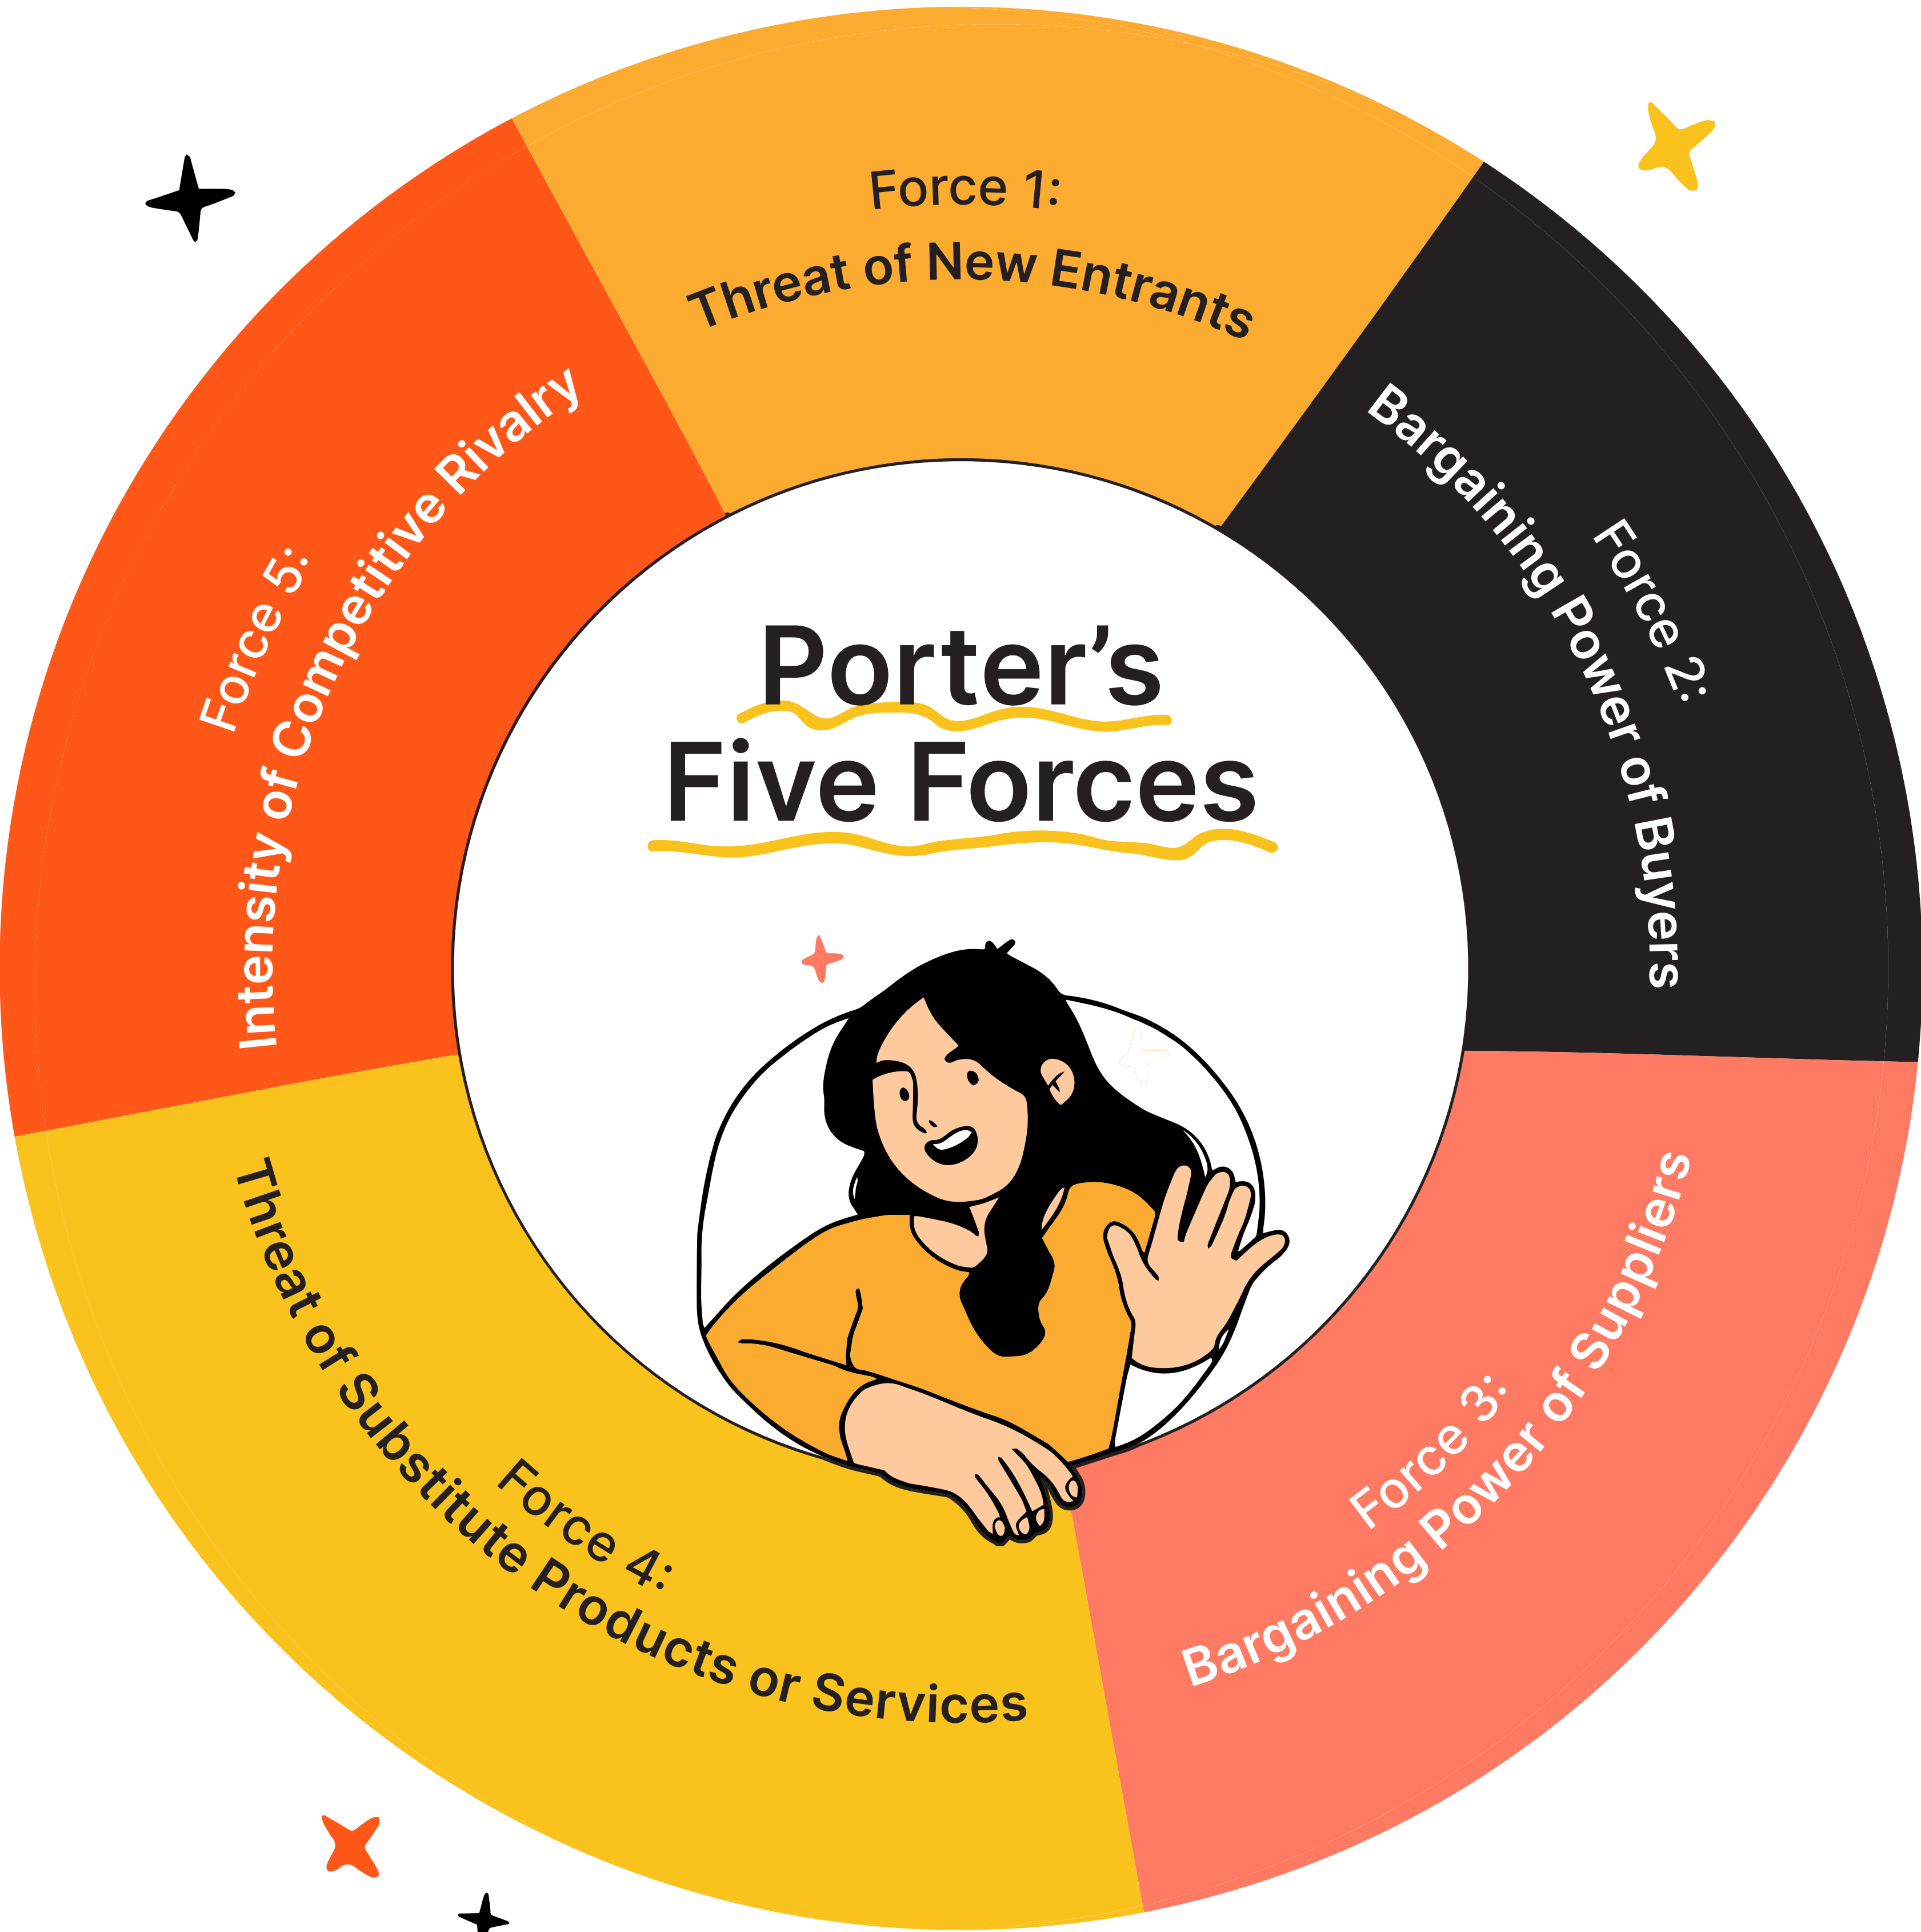 Porter’s
Five Forces
Force 1:
Threat of New Entrants
Force 2:
Bargaining Power of Buyers
Force 3:
Bargaining Power of Suppliers
Force 4:
Threat of Substitute Products or services
Force 5:
Intensity of Competitive Rivalry